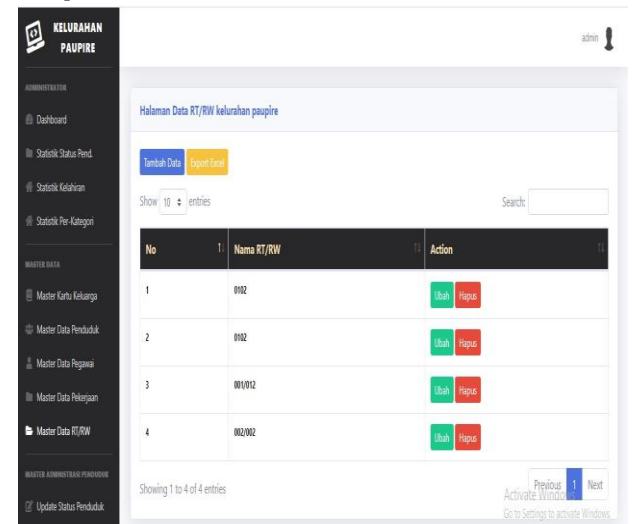 KELURAHAN
PAUPIRE
admin
ADMINISTRATOR
Dashboard
Statistik Status Pend.
Statistik Kelahiran
Statistik Per-Kategori
MASTER DATA
Master Kartu Keluarga
Master Data Penduduk
Master Data Pegawai
Master Data Pekerjaan
Master Data RT/RW
MASTER ADMINISTRASI PENDUDUK
Update Status Penduduk
Halaman Data RT/RW kelurahan paupire
Tambah Data Export Excel
Show 10 entries Search:
No Nama RT/RW Action
1 0102 Ubah Hapus
2 0102 Ubah Hapus
3 001/012 Ubah Hapus
4 002/002 Ubah Hapus
Showing 1 to 4 of 4 entries
Previous 1 Next
Activate Windows
Go to Settings to activate Windows.